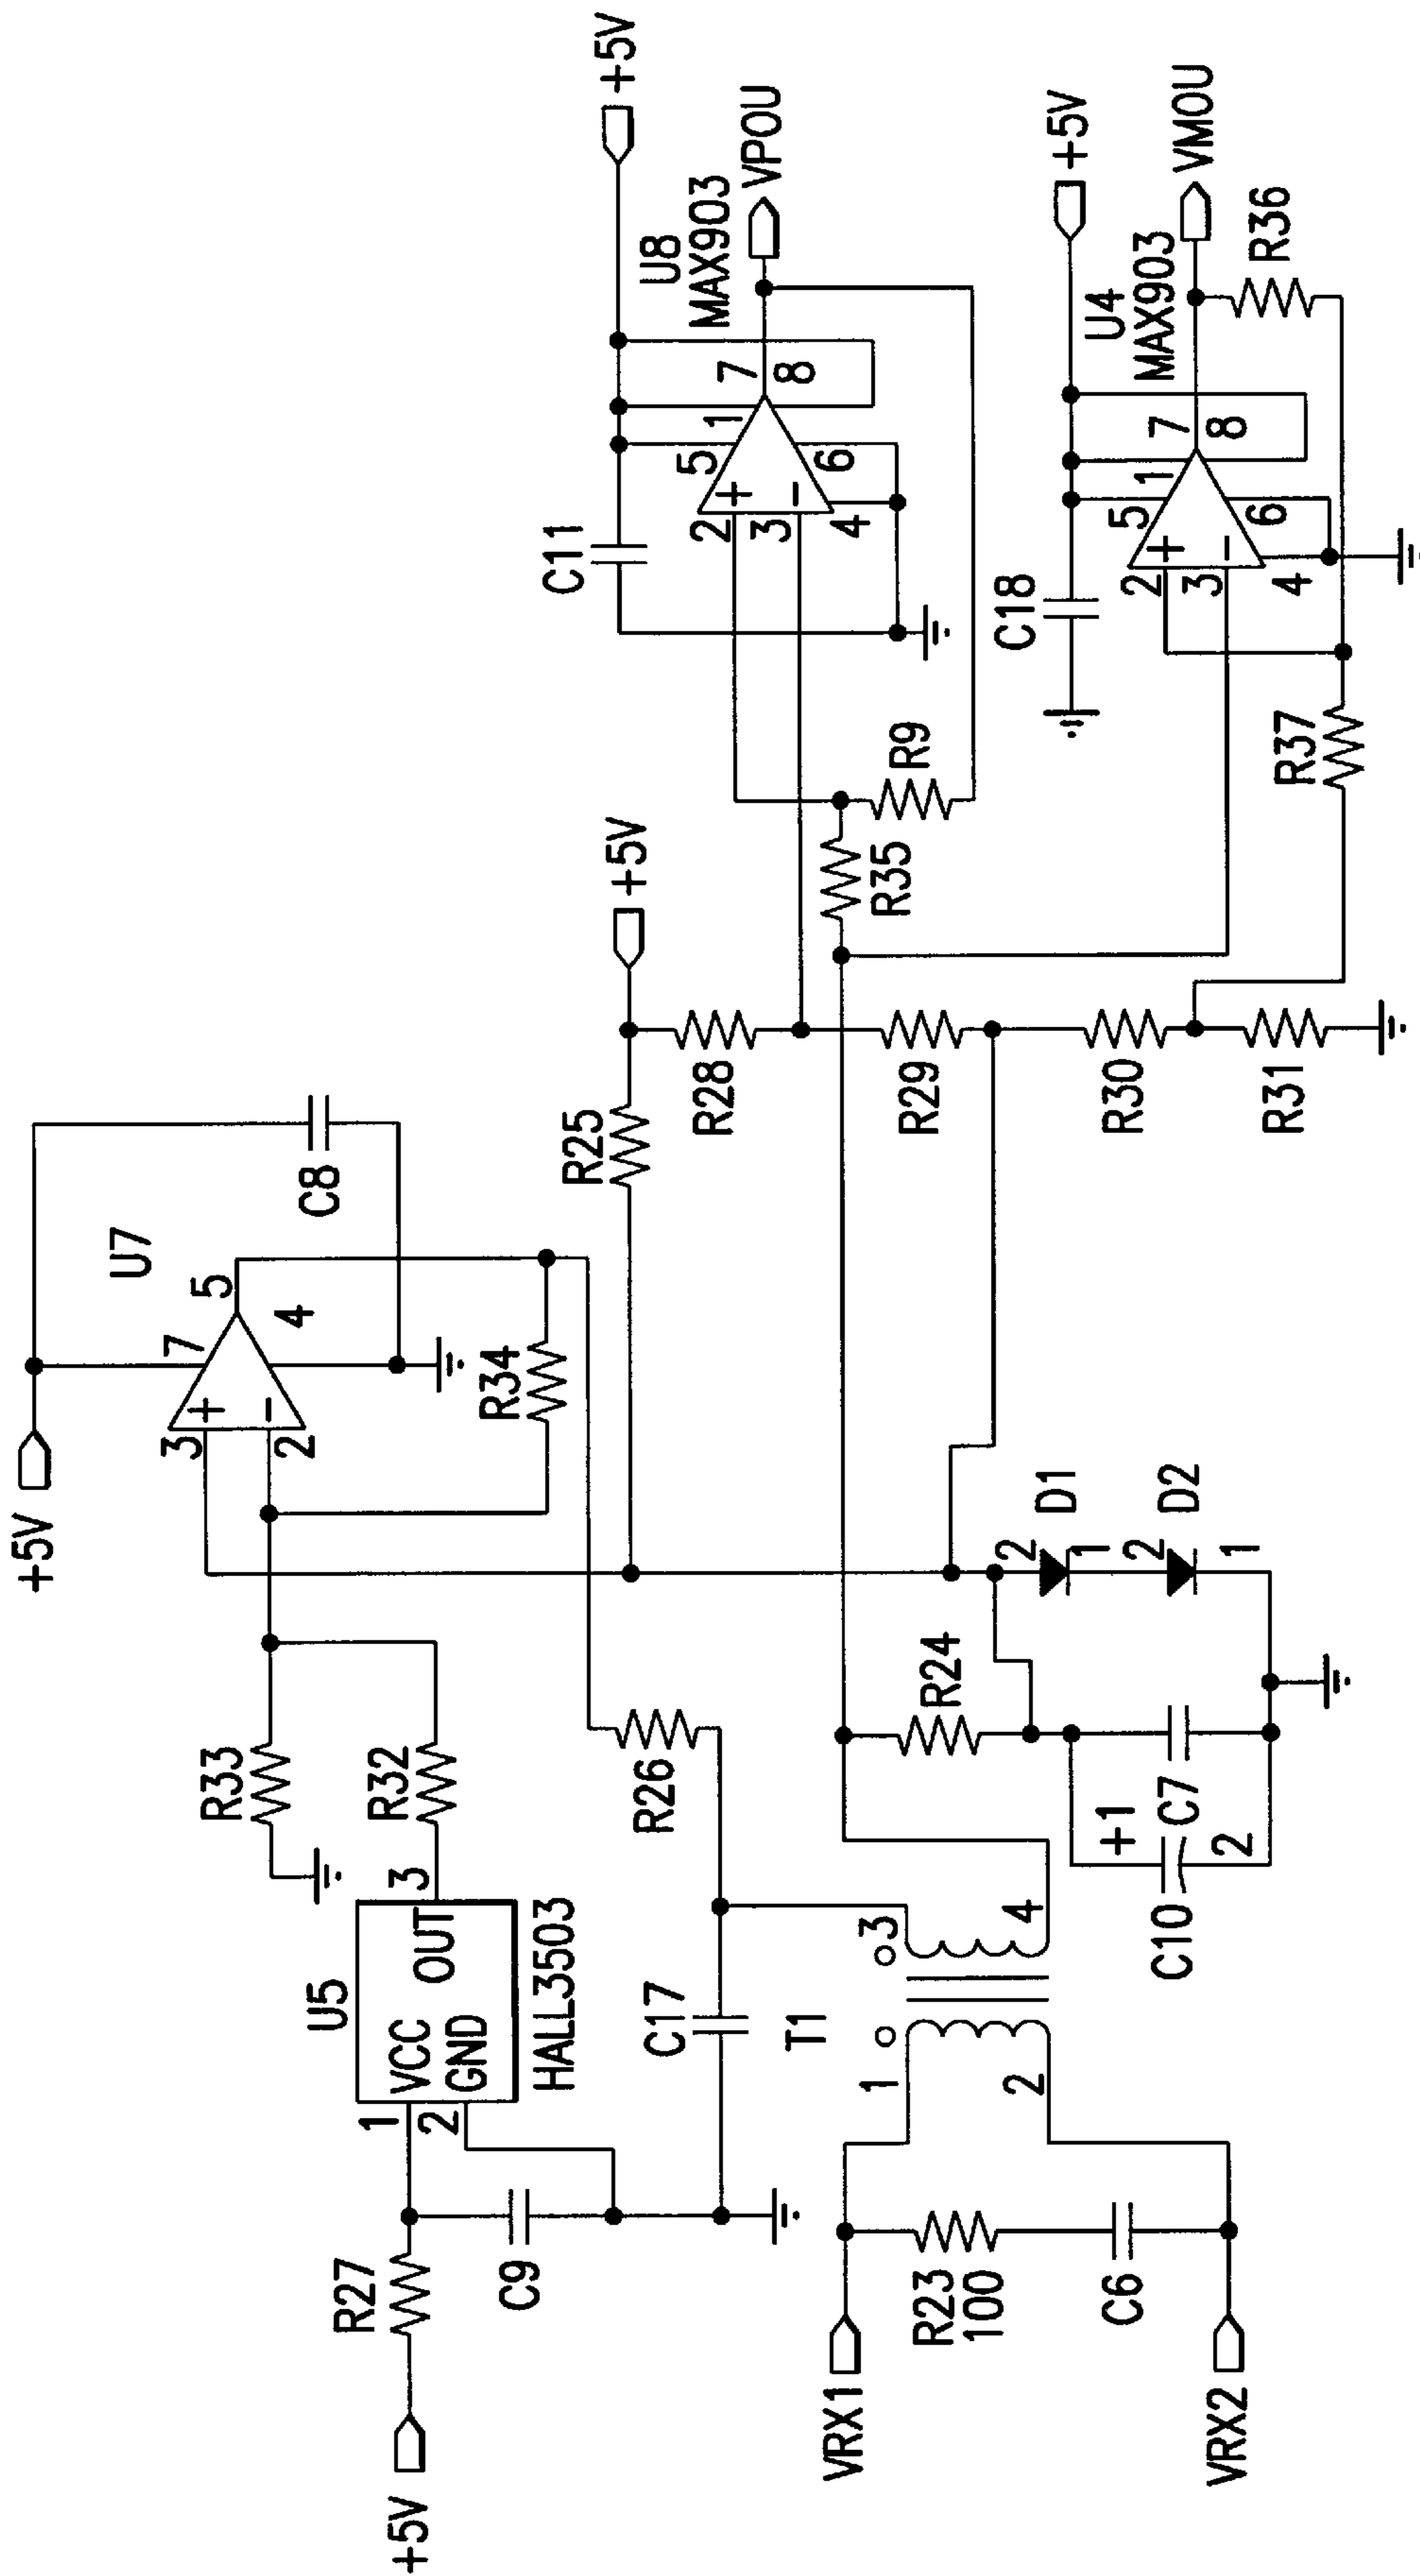 +5V
U7
3
+
7
5
-
2
4
C8
R34
R33
R32
U5
VCC
GND
OUT
1
2
3
HALL3503
R27
+5V
C9
R26
C17
T1
1
2
3
4
VRX1
VRX2
R23
100
C6
R24
C10
+1
2
C7
D1
2
1
D2
2
1
R25
+5V
R28
R29
R30
R31
R35
R9
C11
+5V
U8
MAX903
VPOU
2
+
3
-
5
1
7
8
6
4
C18
+5V
U4
MAX903
VMOU
2
+
3
-
5
1
7
8
6
4
R36
R37